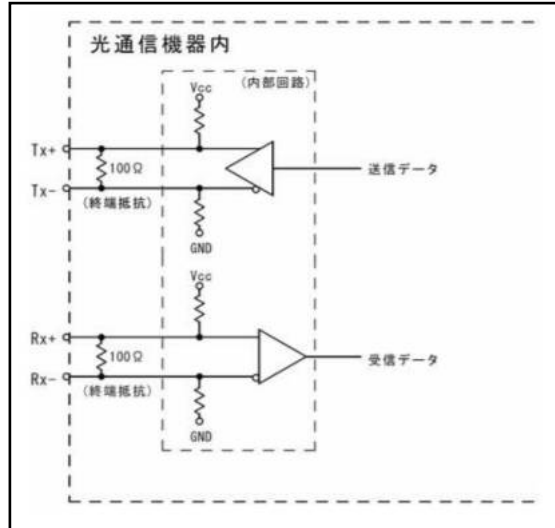 光通信機器内
(内部回路)
Vcc
Tx+
100Ω
送信データ
Tx-
(終端抵抗)
GND
Vcc
Rx+
100Ω
受信データ
Rx-
(終端抵抗)
GND